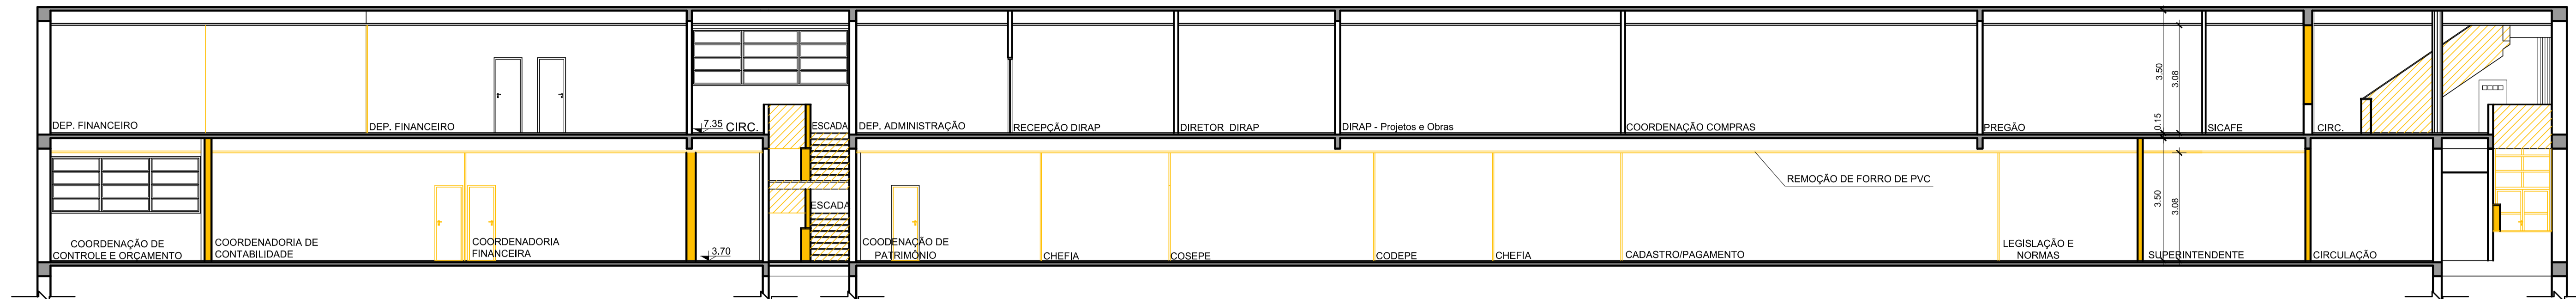 DEP. FINANCEIRO
DEP. FINANCEIRO
7.35
CIRC.
ESCADA
DEP. ADMINISTRAÇÃO
RECEPÇÃO DIRAP
DIRETOR DIRAP
DIRAP - Projetos e Obras
COORDENAÇÃO COMPRAS
PREGÃO
3.50
3.08
0.15
SICAFE
CIRC.
COORDENAÇÃO DE
CONTROLE E ORÇAMENTO
COORDENADORIA DE
CONTABILIDADE
COORDENADORIA
FINANCEIRA
3.70
ESCADA
COODENAÇÃO DE
PATRIMÔNIO
CHEFIA
COSEPE
CODEPE
CHEFIA
CADASTRO/PAGAMENTO
REMOÇÃO DE FORRO DE PVC
LEGISLAÇÃO E
NORMAS
3.50
3.08
SUPERINTENDENTE
CIRCULAÇÃO